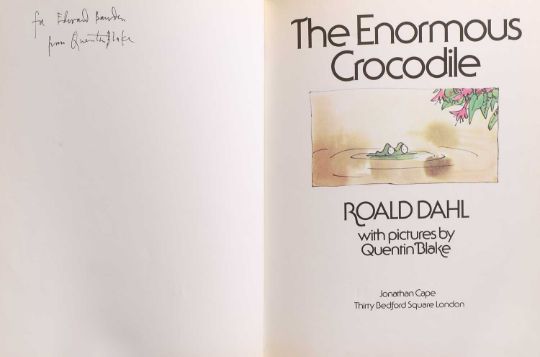 for Edward Bawden
from Quentin Blake
The Enormous
Crocodile
ROALD DAHL
with pictures by
Quentin Blake
Jonathan Cape
Thirty Bedford Square London